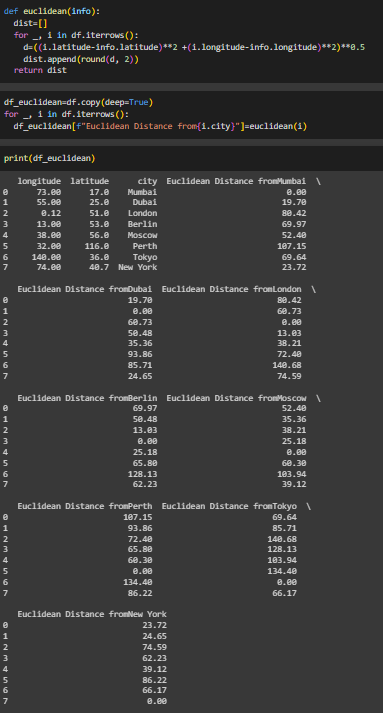 def euclidean(info):
dist=[]
for _, i in df.iterrows():
d=((i.latitude-info.latitude)**2 +(i.longitude-info.longitude)**2)**0.5
dist.append(round(d, 2))
return dist
df_euclidean=df.copy(deep=True)
for _, i in df.iterrows():
df_euclidean[f"Euclidean Distance from{i.city}"]=euclidean(i)
print(df_euclidean)
longitude latitude city Euclidean Distance fromMumbai \
0 73.00 17.0 Mumbai 0.00
1 55.00 25.0 Dubai 19.70
2 0.12 51.0 London 80.42
3 13.00 53.0 Berlin 69.97
4 38.00 56.0 Moscow 52.40
5 32.00 116.0 Perth 107.15
6 140.00 36.0 Tokyo 69.64
7 74.00 40.7 New York 23.72
Euclidean Distance fromDubai Euclidean Distance fromLondon \
0 19.70 80.42
1 0.00 60.73
2 60.73 0.00
3 50.48 13.03
4 35.36 38.21
5 93.86 72.40
6 85.71 140.68
7 24.65 74.59
Euclidean Distance fromBerlin Euclidean Distance fromMoscow \
0 69.97 52.40
1 50.48 35.36
2 13.03 38.21
3 0.00 25.18
4 25.18 0.00
5 65.80 60.30
6 128.13 103.94
7 62.23 39.12
Euclidean Distance fromPerth Euclidean Distance fromTokyo \
0 107.15 69.64
1 93.86 85.71
2 72.40 140.68
3 65.80 128.13
4 60.30 103.94
5 0.00 134.40
6 134.40 0.00
7 86.22 66.17
Euclidean Distance fromNew York
0 23.72
1 24.65
2 74.59
3 62.23
4 39.12
5 86.22
6 66.17
7 0.00